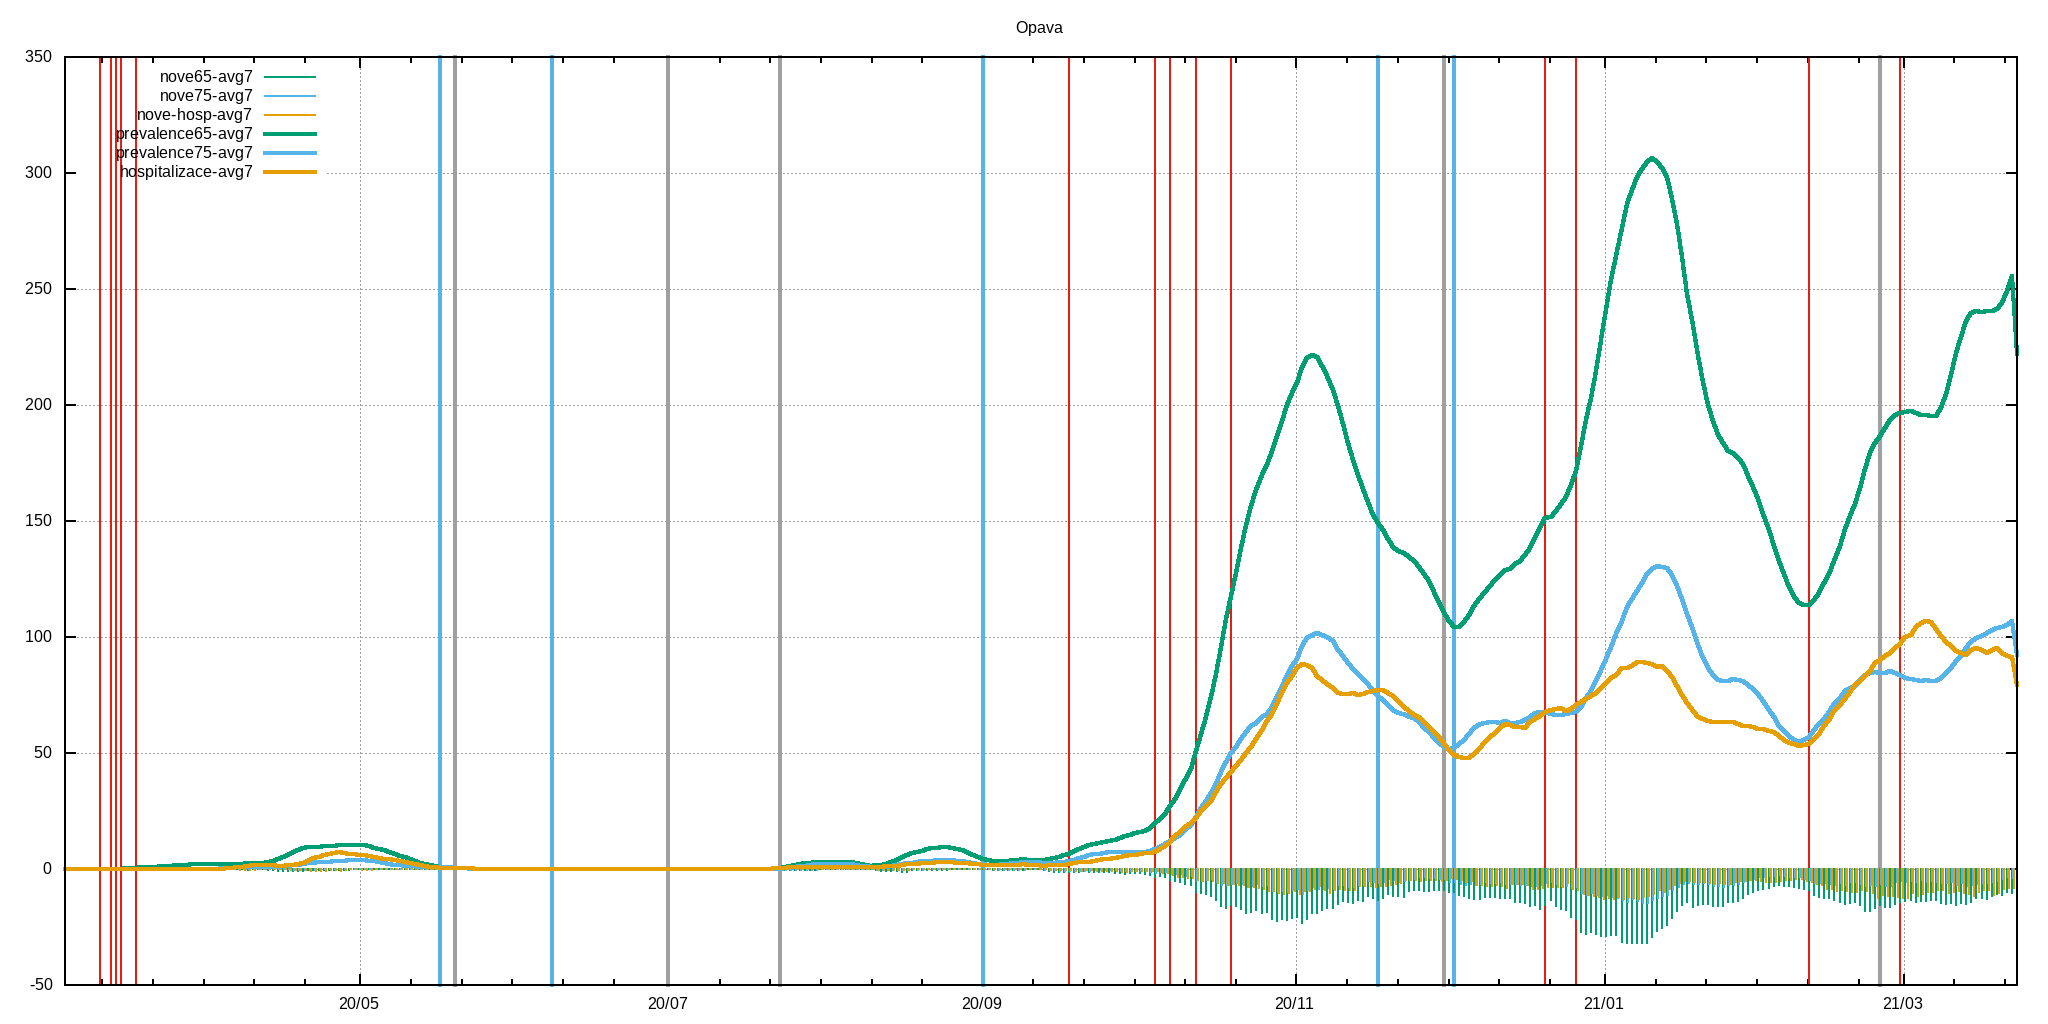 Opava
350
300
250
200
150
100
50
0
-50
nove65-avg7
nove75-avg7
nove-hosp-avg7
prevalence65-avg7
prevalence75-avg7
hospitalizace-avg7
20/05 20/07 20/09 20/11 21/01 21/03